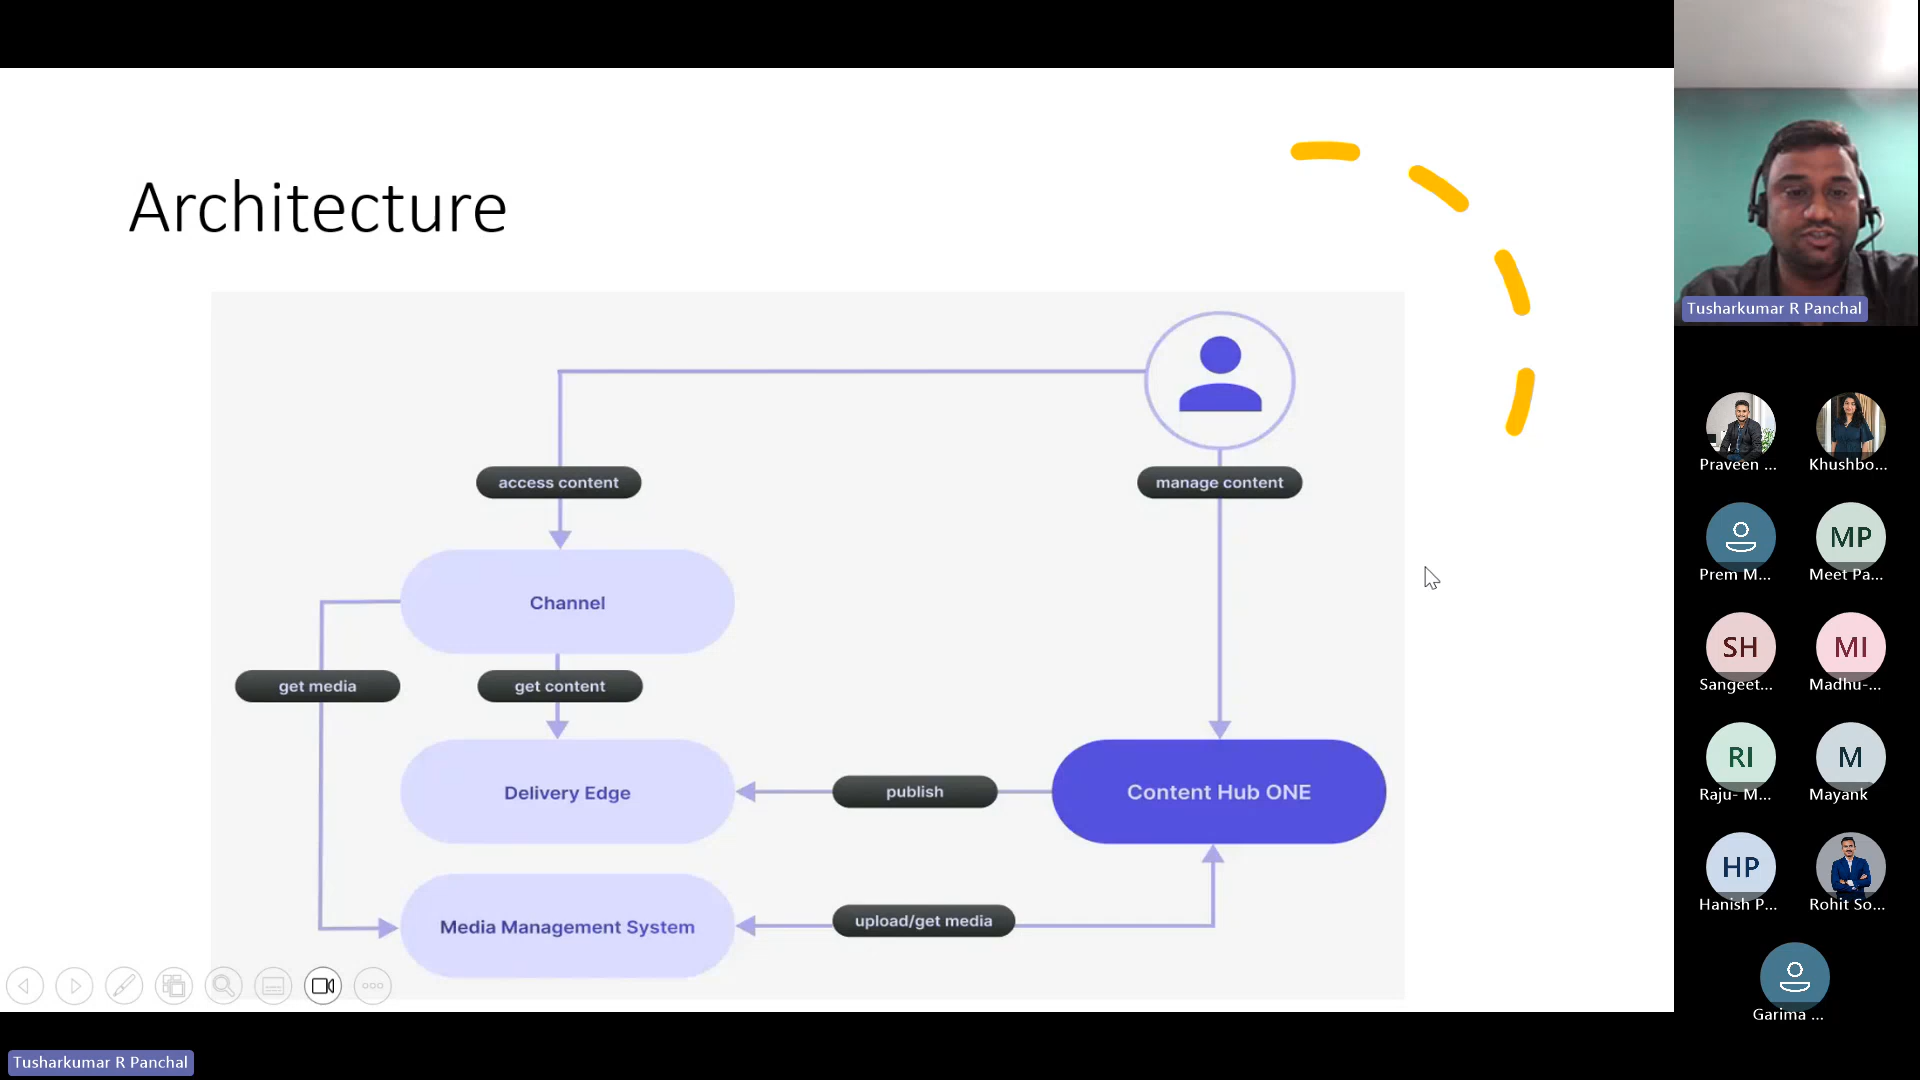 Architecture
access content
manage content
Channel
get media
get content
Delivery Edge
publish
Content Hub ONE
Media Management System
upload/get media
Tusharkumar R Panchal
Praveen ...
Khushbo...
Prem M...
MP
Meet Pa...
SH
Sangeet...
MI
Madhu-...
RI
Raju- M...
M
Mayank
HP
Hanish P...
Rohit So...
Garima ...
Tusharkumar R Panchal